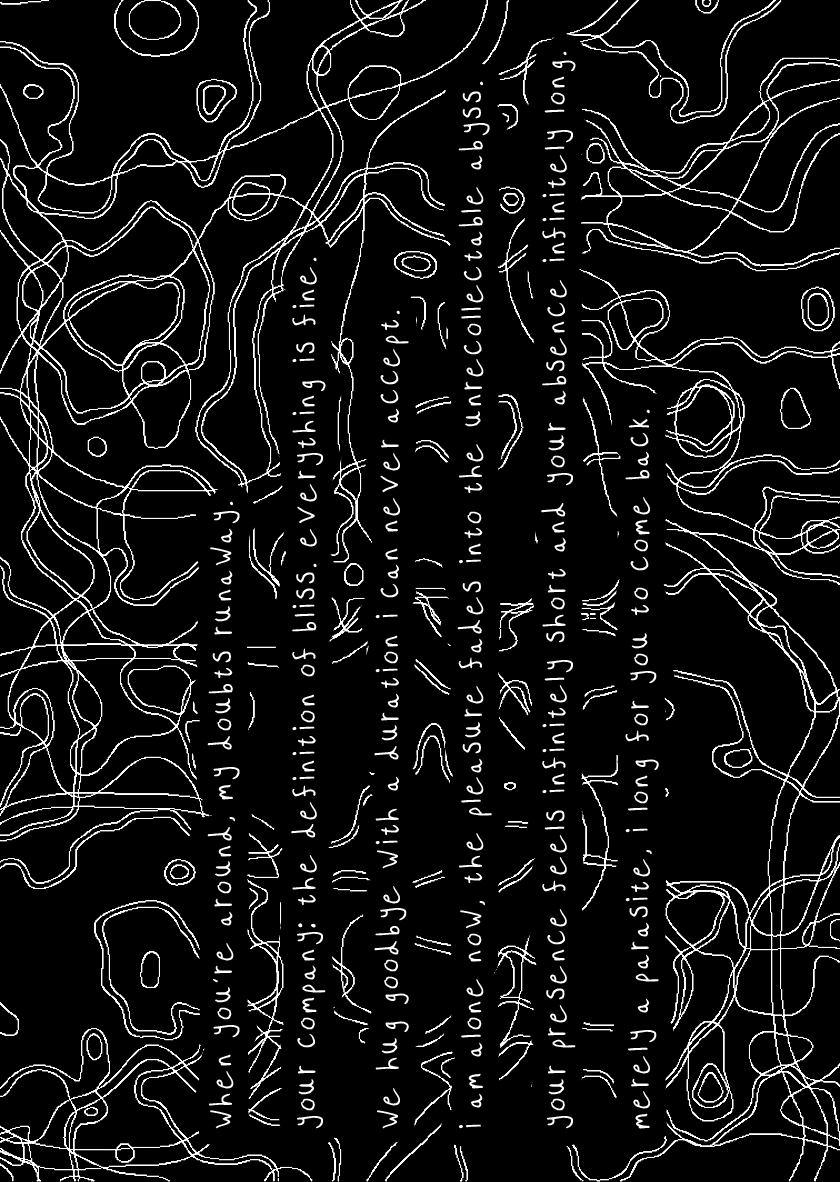 when you're around, my doubts runaway.
your company: the definition of bliss. everything is fine.
we hug goodbye with a duration i can never accept.
i am alone now, the pleasure fades into the unrecollectable abyss.
your presence feels infinitely short and your absence infinitely long.
merely a parasite, i long for you to come back.